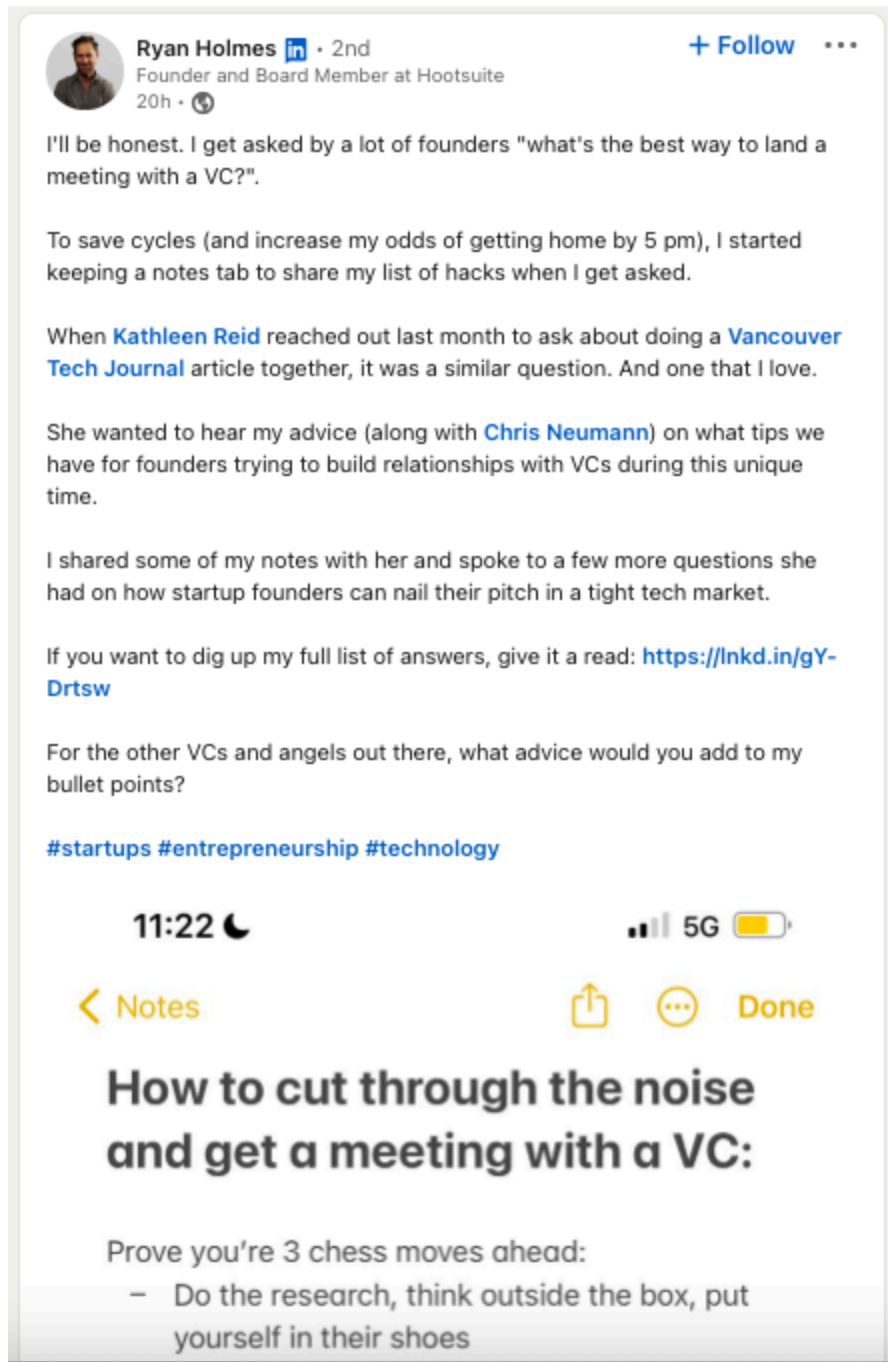 Ryan Holmes in • 2nd
+ Follow
Founder and Board Member at Hootsuite
20h •
I'll be honest. I get asked by a lot of founders "what's the best way to land a
meeting with a VC?".
To save cycles (and increase my odds of getting home by 5 pm), I started
keeping a notes tab to share my list of hacks when I get asked.
When Kathleen Reid reached out last month to ask about doing a Vancouver
Tech Journal article together, it was a similar question. And one that I love.
She wanted to hear my advice (along with Chris Neumann) on what tips we
have for founders trying to build relationships with VCs during this unique
time.
I shared some of my notes with her and spoke to a few more questions she
had on how startup founders can nail their pitch in a tight tech market.
If you want to dig up my full list of answers, give it a read: https://lnkd.in/gY-
Drtsw
For the other VCs and angels out there, what advice would you add to my
bullet points?
#startups #entrepreneurship #technology
11:22
5G
Notes
Done
How to cut through the noise
and get a meeting with a VC:
Prove you're 3 chess moves ahead:
– Do the research, think outside the box, put
yourself in their shoes